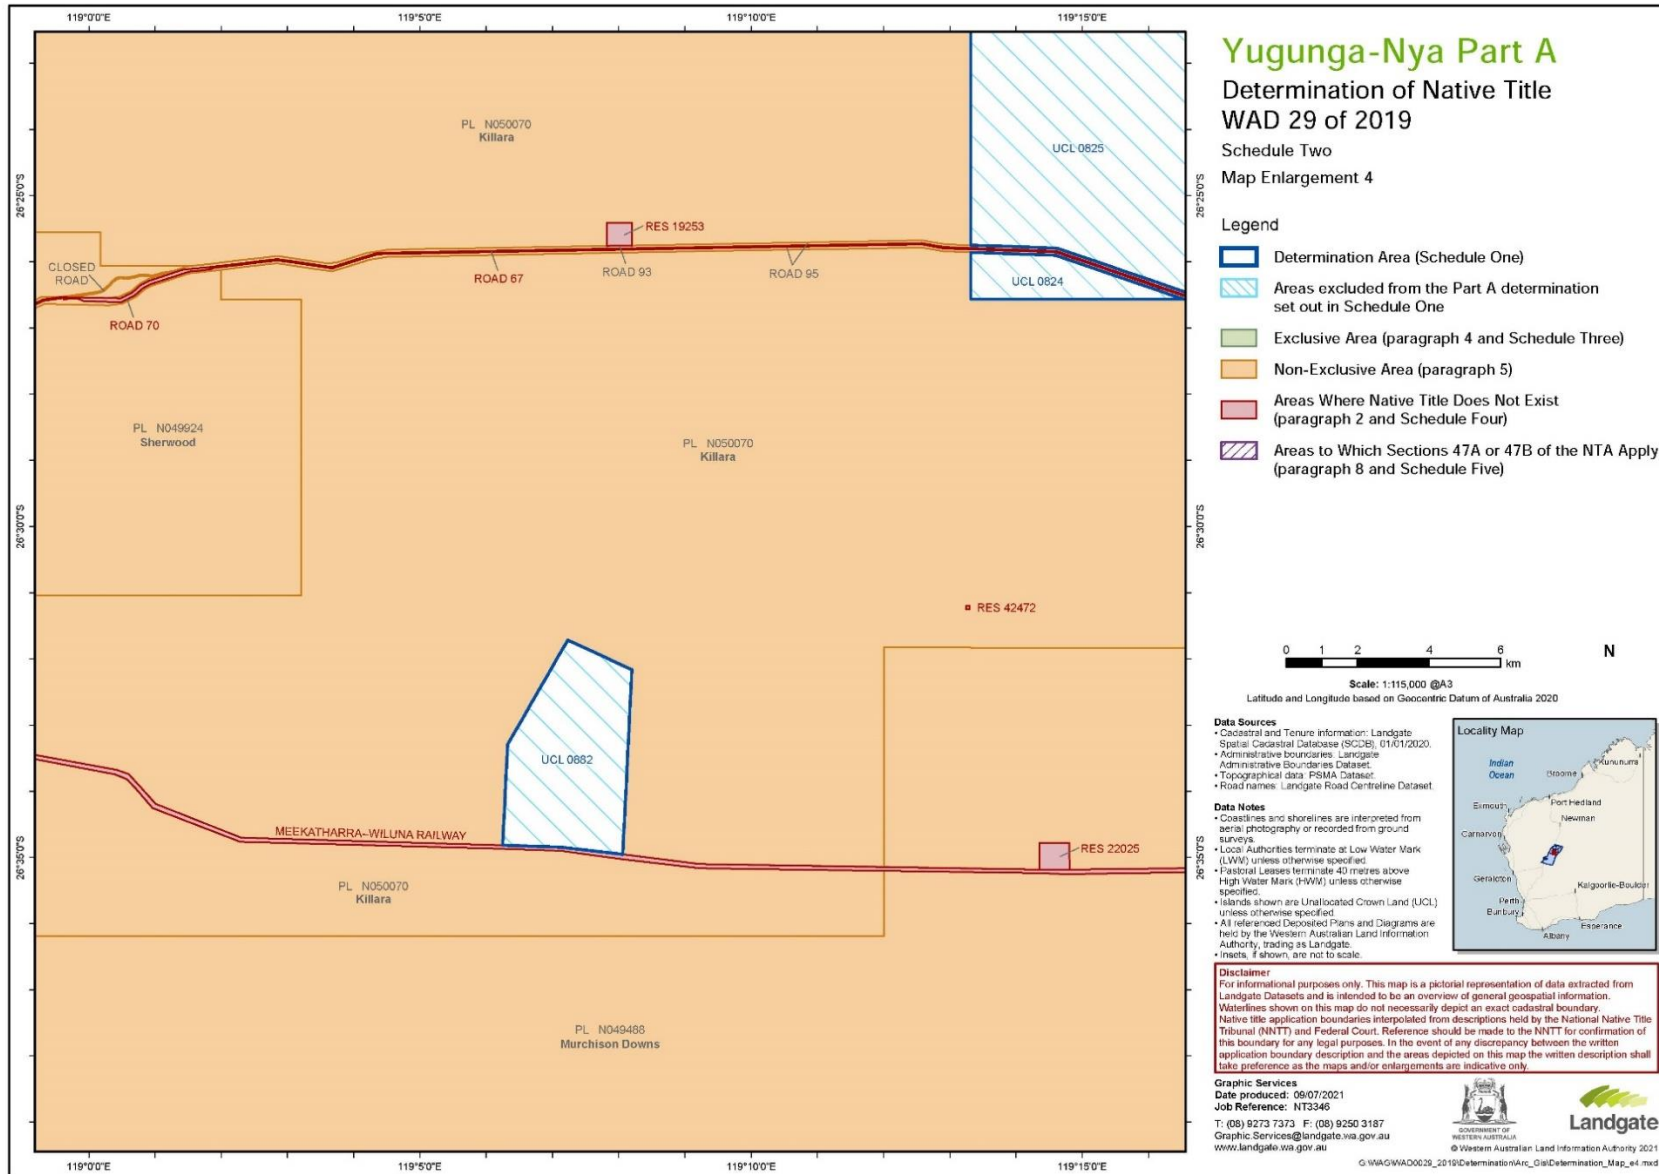 119°0'0"E
119°5'0"E
119°10'0"E
119°15'0"E
26°25'0"S
26°30'0"S
26°35'0"S
PL N050070
Killara
UCL 0825
RES 19253
CLOSED
ROAD
ROAD 67
ROAD 93
ROAD 95
UCL 0824
ROAD 70
PL N049924
Sherwood
PL N050070
Killara
RES 42472
UCL 0882
MEEKATHARRA-WILUNA RAILWAY
RES 22025
PL N050070
Killara
PL N049488
Murchison Downs
26°25'0"S
26°30'0"S
26°35'0"S
119°0'0"E
119°5'0"E
119°10'0"E
119°15'0"E
Yugunga-Nya Part A
Determination of Native Title
WAD 29 of 2019
Schedule Two
Map Enlargement 4
Legend
Determination Area (Schedule One)
Areas excluded from the Part A determination
set out in Schedule One
Exclusive Area (paragraph 4 and Schedule Three)
Non-Exclusive Area (paragraph 5)
Areas Where Native Title Does Not Exist
(paragraph 2 and Schedule Four)
Areas to Which Sections 47A or 47B of the NTA Apply
(paragraph 8 and Schedule Five)
0 1 2 4 6
km
N
Scale: 1:115,000 @A3
Latitude and Longitude based on Geocentric Datum of Australia 2020
Data Sources
• Cadastral and Tenure information: Landgate
Spatial Cadastral Database (SCDB), 01/01/2020.
• Administrative boundaries: Landgate
Administrative Boundaries Dataset.
• Topographical data: PSMA Dataset.
• Road names: Landgate Road Centreline Dataset.
Data Notes
• Coastlines and shorelines are interpreted from
aerial photography or recorded from ground
surveys.
• Local Authorities terminate at Low Water Mark
(LWM) unless otherwise specified.
• Pastoral Leases terminate 40 metres above
High Water Mark (HWM) unless otherwise
specified.
• Islands shown are Unallocated Crown Land (UCL)
unless otherwise specified.
• All referenced Deposited Plans and Diagrams are
held by the Western Australian Land Information
Authority, trading as Landgate.
• Insets, if shown, are not to scale.
Locality Map
Indian
Ocean
Kununurra
Broome
Port Hedland
Exmouth
Newman
Carnarvon
Geraldton
Kalgoorlie-Boulder
Perth
Bunbury
Esperance
Albany
Disclaimer
For informational purposes only. This map is a pictorial representation of data extracted from
Landgate Datasets and is intended to be an overview of general geospatial information.
Waterlines shown on this map do not necessarily depict an exact cadastral boundary.
Native title application boundaries interpolated from descriptions held by the National Native Title
Tribunal (NNTT) and Federal Court. Reference should be made to the NNTT for confirmation of
this boundary for any legal purposes. In the event of any discrepancy between the written
application boundary description and the areas depicted on this map the written description shall
take preference as the maps and/or enlargements are indicative only.
Graphic Services
Date produced: 09/07/2021
Job Reference: NT3346
T: (08) 9273 7373 F: (08) 9250 3187
Graphic.Services@landgate.wa.gov.au
www.landgate.wa.gov.au
GOVERNMENT OF
WESTERN AUSTRALIA
Landgate
© Western Australian Land Information Authority 2021
G:\WAG\WAD0029_2019\Determination\Arc_Gis\Determination_Map_e4.mxd